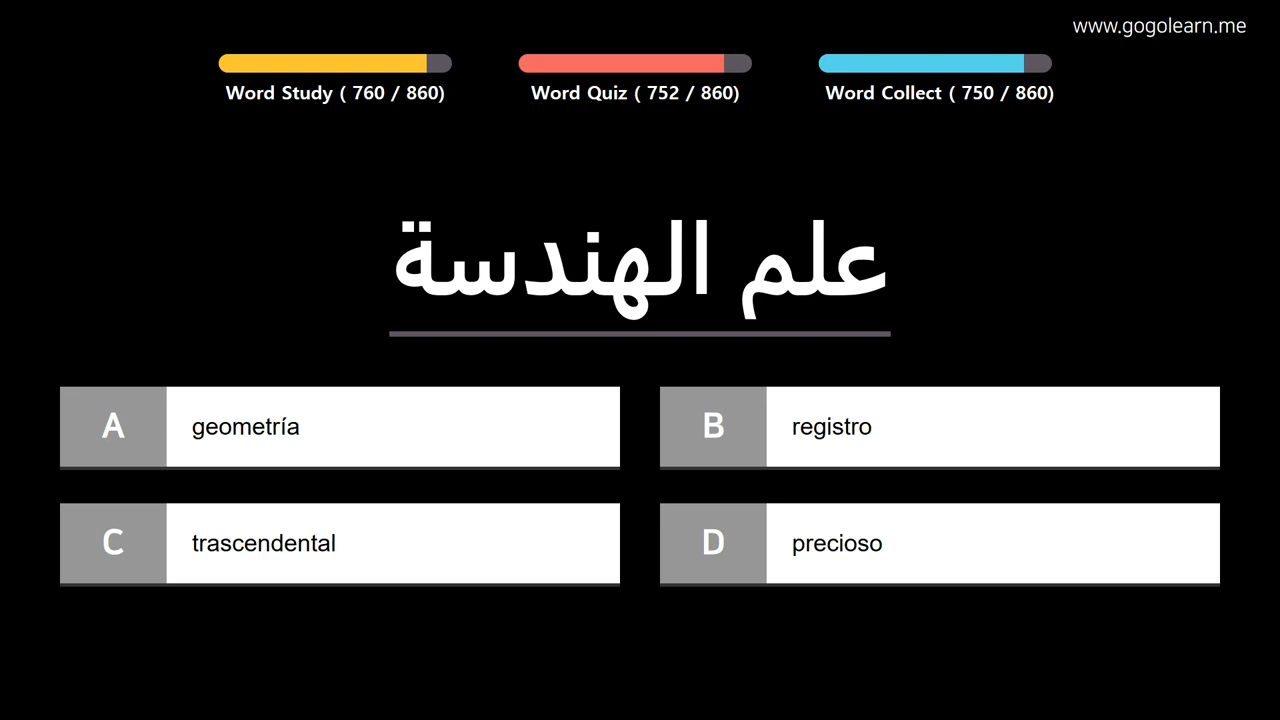 www.gogolearn.me
Word Study ( 760 / 860)
Word Quiz ( 752 / 860)
Word Collect ( 750 / 860)
علم الهندسة
A geometría
B registro
C trascendental
D precioso